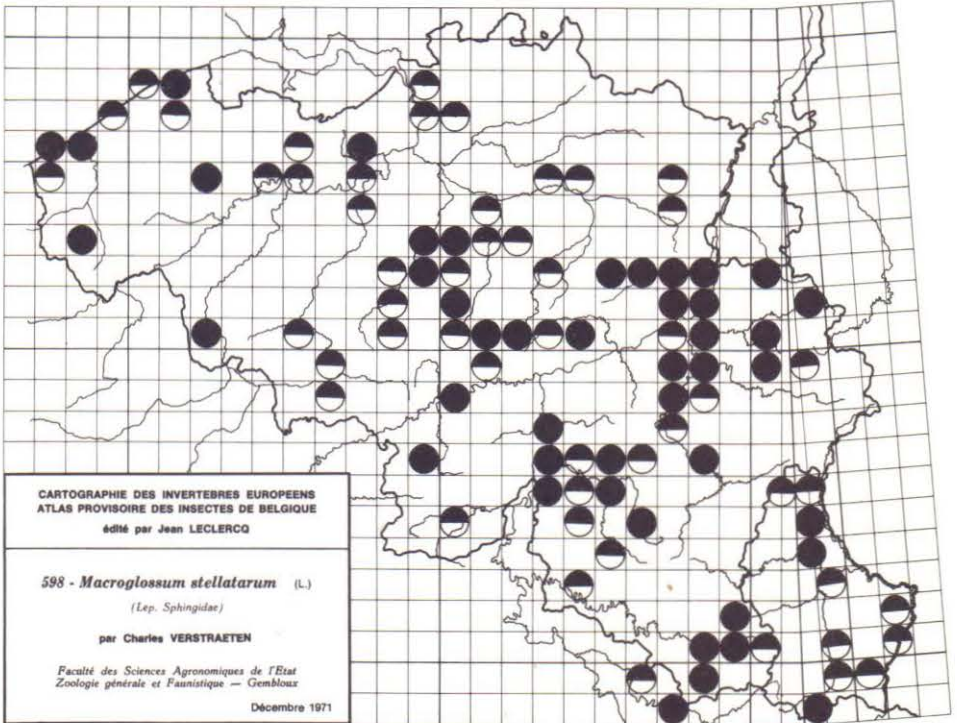 CARTOGRAPHIE DES INVERTEBRES EUROPEENS
ATLAS PROVISOIRE DES INSECTES DE BELGIQUE
édité par Jean LECLERCQ
598 - Macroglossum stellatarum (L.)
(Lep. Sphingidae)
par Charles VERSTRAETEN
Faculté des Sciences Agronomiques de l'Etat
Zoologie générale et Faunistique — Gembloux
Décembre 1971